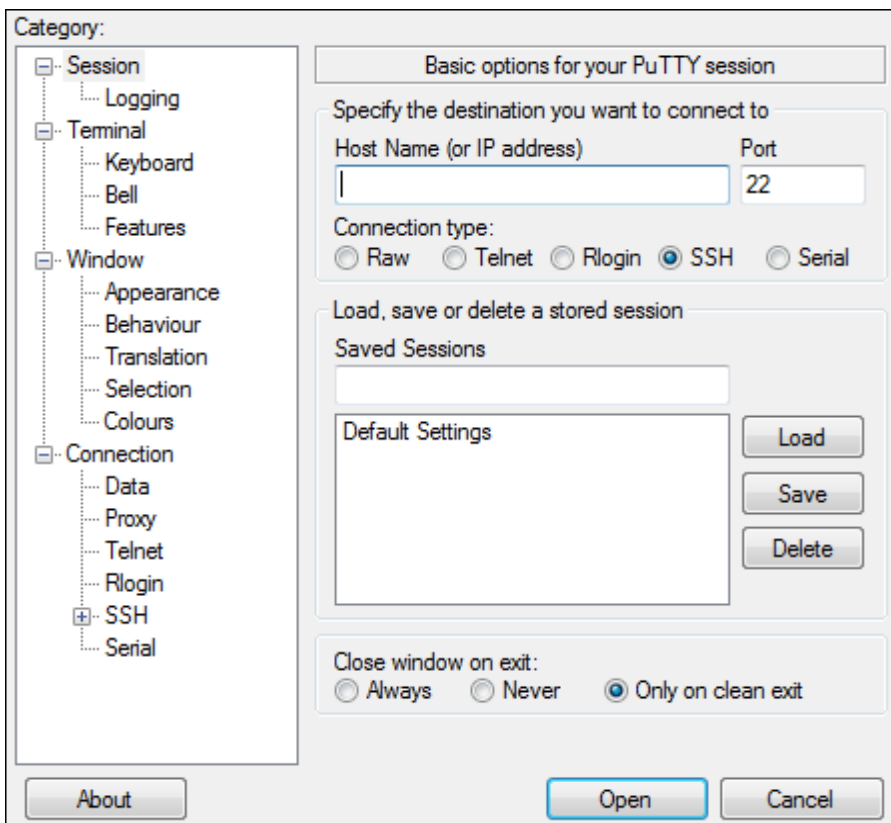 Category:
Session
Logging
Terminal
Keyboard
Bell
Features
Window
Appearance
Behaviour
Translation
Selection
Colours
Connection
Data
Proxy
Telnet
Rlogin
SSH
Serial
Basic options for your PuTTY session
Specify the destination you want to connect to
Host Name (or IP address) Port
22
Connection type:
Raw Telnet Rlogin SSH Serial
Load, save or delete a stored session
Saved Sessions
Default Settings
Load
Save
Delete
Close window on exit:
Always Never Only on clean exit
About Open Cancel